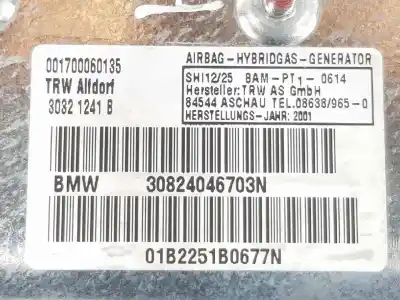 001700060135
TRW Alfdorf
3032 1241 B
AIRBAG-HYBRIDGAS-GENERATOR
SHI12/25 BAM-PT1-0614
Hersteller: TRW AS GmbH
84544 ASCHAU TEL.08638/965-0
HERSTELLUNGS-JAHR: 2001
BMW 30824046703N
01B2251B0677N